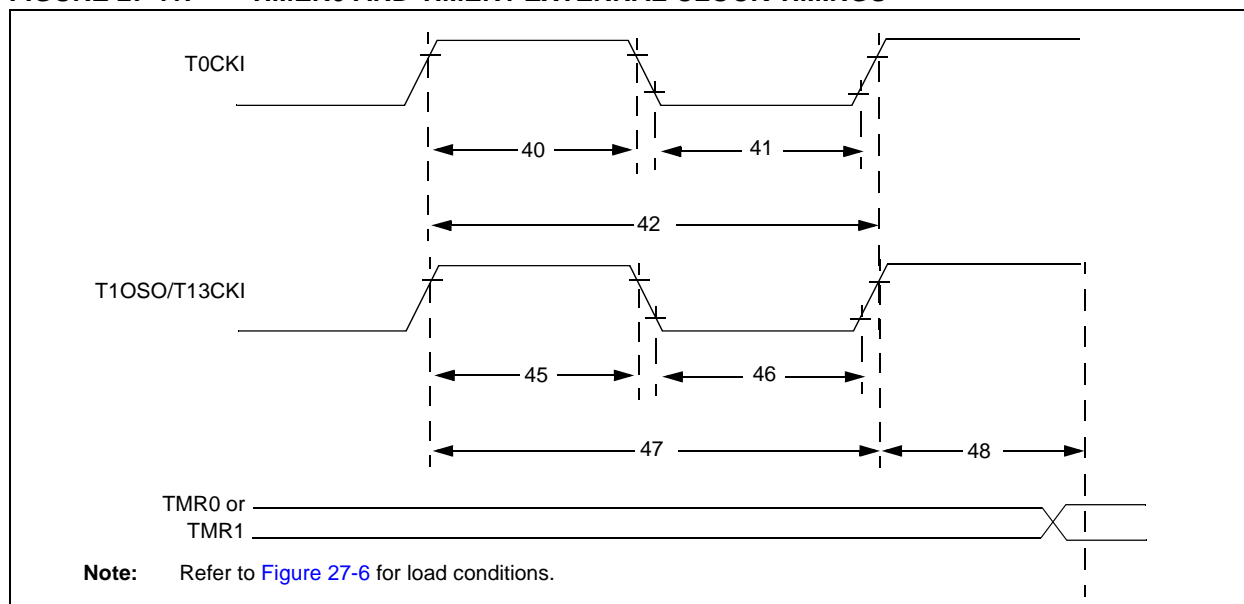 T0CKI
40
41
42
T1OSO/T13CKI
45
46
47
48
TMR0 or
TMR1
Note: Refer to Figure 27-6 for load conditions.